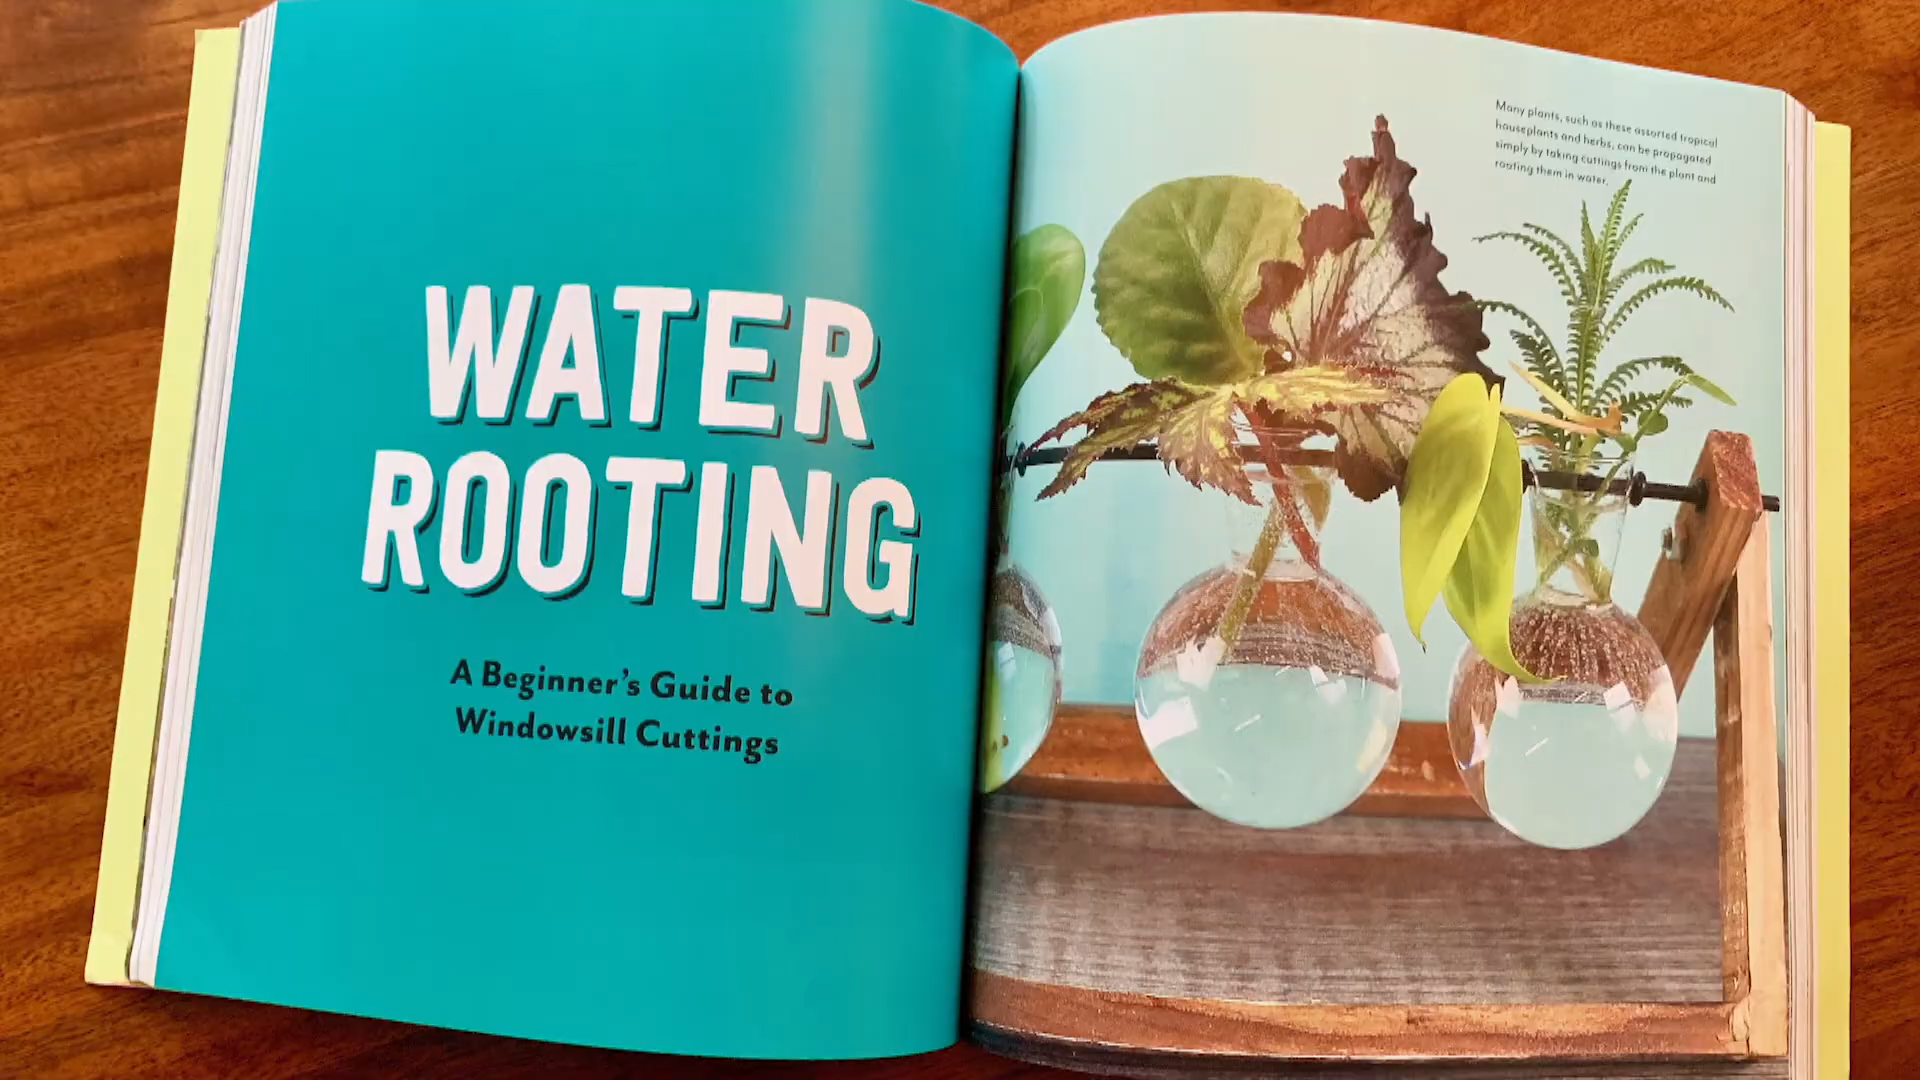 WATER
ROOTING
A Beginner's Guide to
Windowsill Cuttings
Many plants, such as these assorted tropical
houseplants and herbs, can be propagated
simply by taking cuttings from the plant and
rooting them in water.